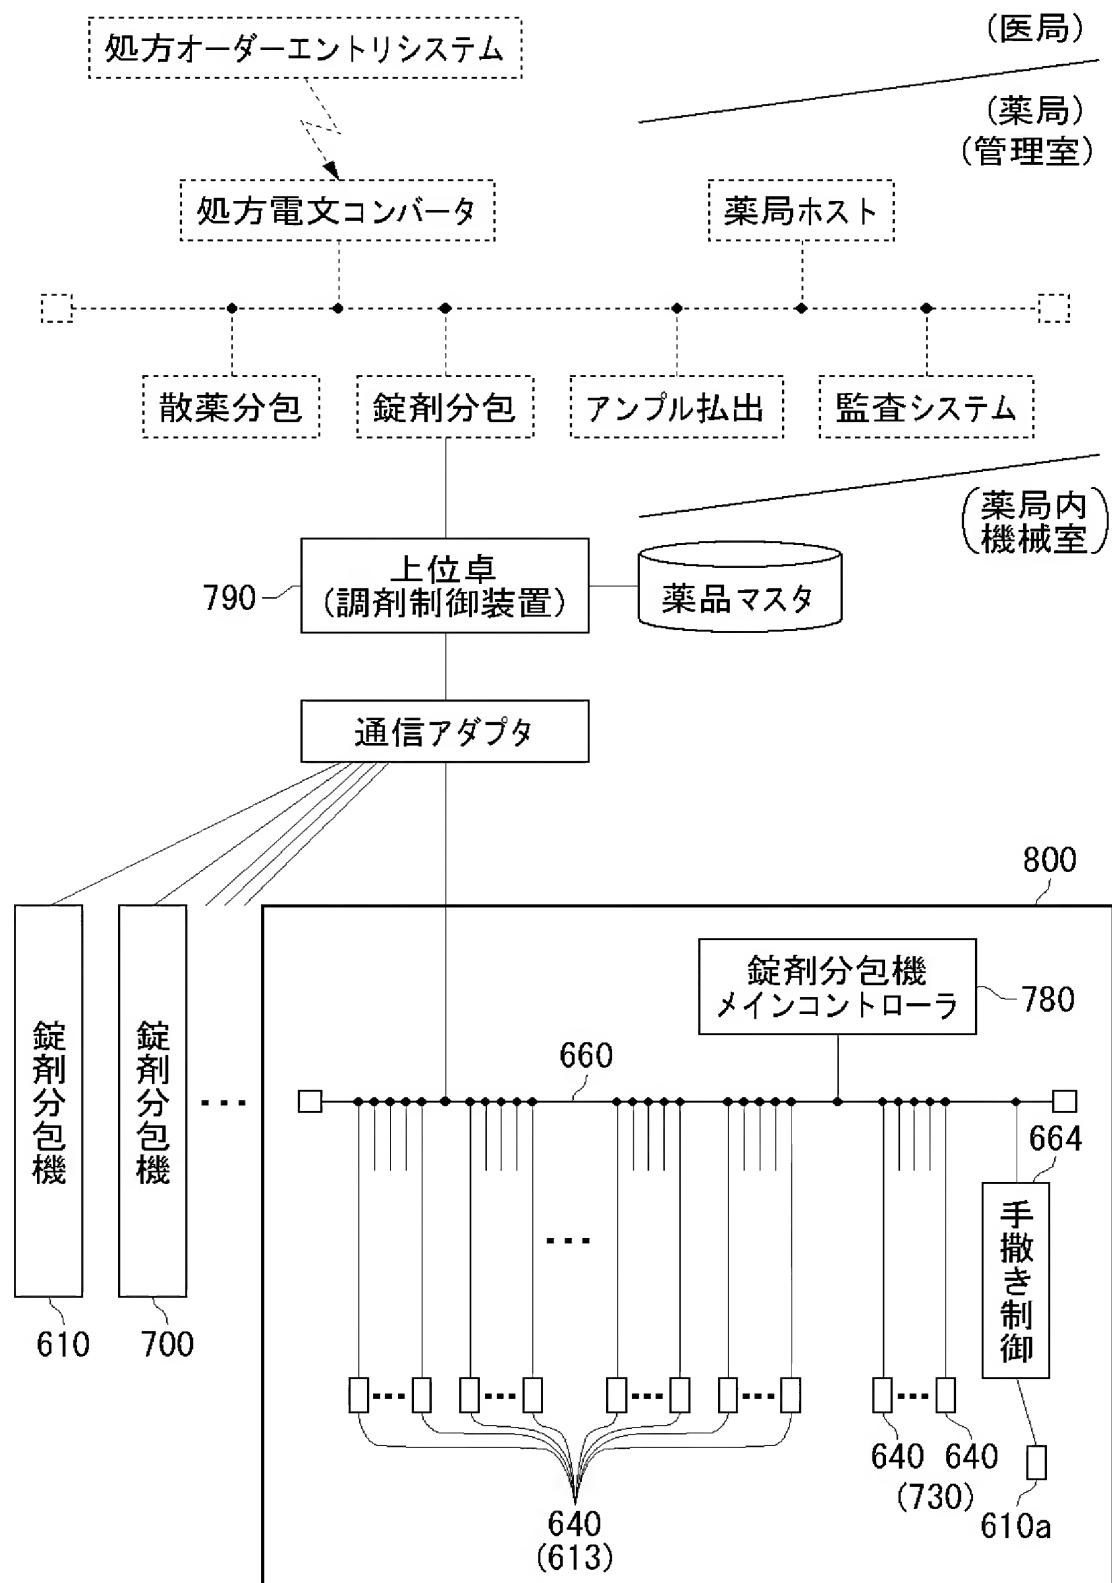 処方オーダーエントリシステム
(医局)
(薬局)
(管理室)
処方電文コンバータ
薬局ホスト
散薬分包
錠剤分包
アンプル払出
監査システム
(薬局内
機械室)
790
上位卓
(調剤制御装置)
薬品マスタ
通信アダプタ
800
錠剤分包機
錠剤分包機
...
錠剤分包機
メインコントローラ
780
660
664
手撒き制御
...
610
700
...
...
...
...
...
640
(613)
640
640
(730)
610a